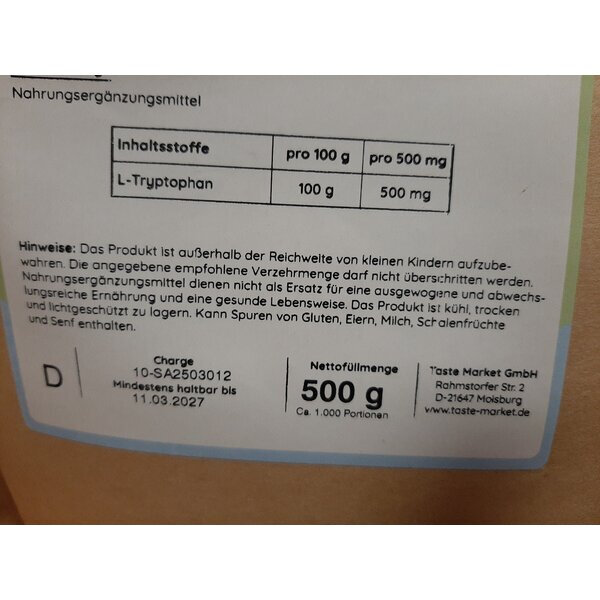 Nahrungsergänzungsmittel
Inhaltsstoffe pro 100 g pro 500 mg
L-Tryptophan 100 g 500 mg
Hinweise: Das Produkt ist außerhalb der Reichweite von kleinen Kindern aufzube-
wahren. Die angegebene empfohlene Verzehrmenge darf nicht überschritten werden.
Nahrungsergänzungsmittel dienen nicht als Ersatz für eine ausgewogene und abwechs-
lungsreiche Ernährung und eine gesunde Lebensweise. Das Produkt ist kühl, trocken
und lichtgeschützt zu lagern. Kann Spuren von Gluten, Eiern, Milch, Schalenfrüchte
und Senf enthalten.
D
Charge
10-SA2503012
Mindestens haltbar bis
11.03.2027
Nettofüllmenge
500 g
Ca. 1.000 Portionen
Taste Market GmbH
Rahmstorfer Str. 2
D-21647 Moisburg
www.taste-market.de